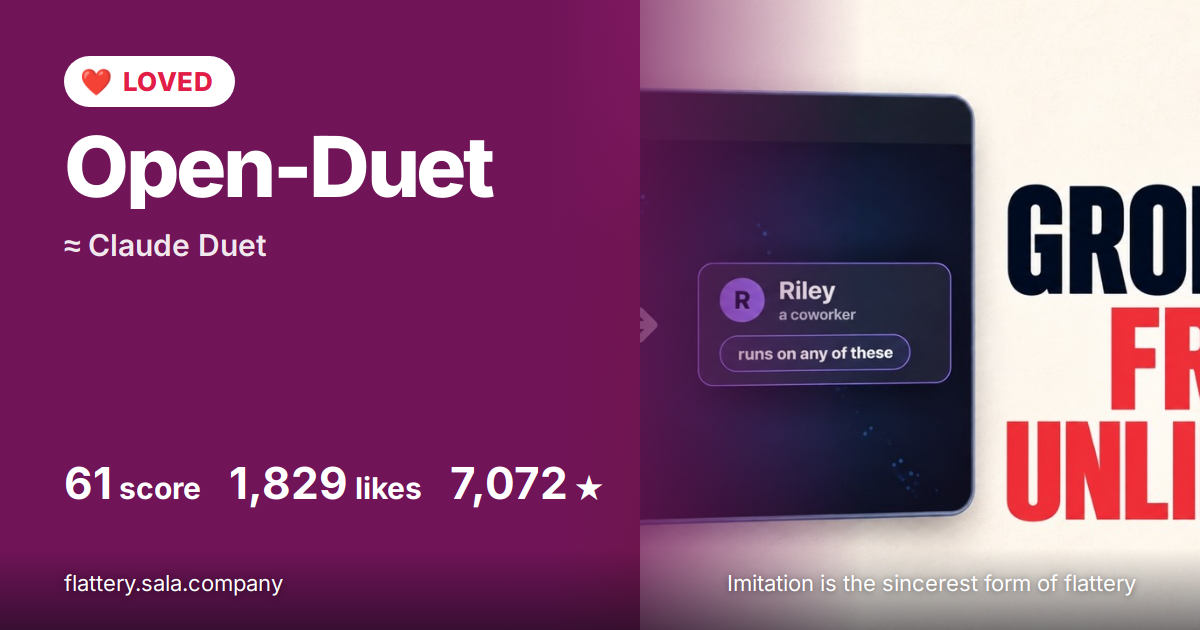 ❤️ LOVED
Open-Duet
≈ Claude Duet
61 score 1,829 likes 7,072 ★
flattery.sala.company
R
Riley
a coworker
runs on any of these
UNLI
Imitation is the sincerest form of flattery